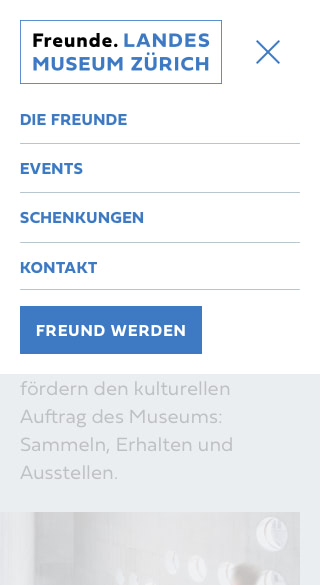 Freunde. LANDES
MUSEUM ZÜRICH
DIE FREUNDE
EVENTS
SCHENKUNGEN
KONTAKT
FREUND WERDEN
fördern den kulturellen
Auftrag des Museums:
Sammeln, Erhalten und
Ausstellen.